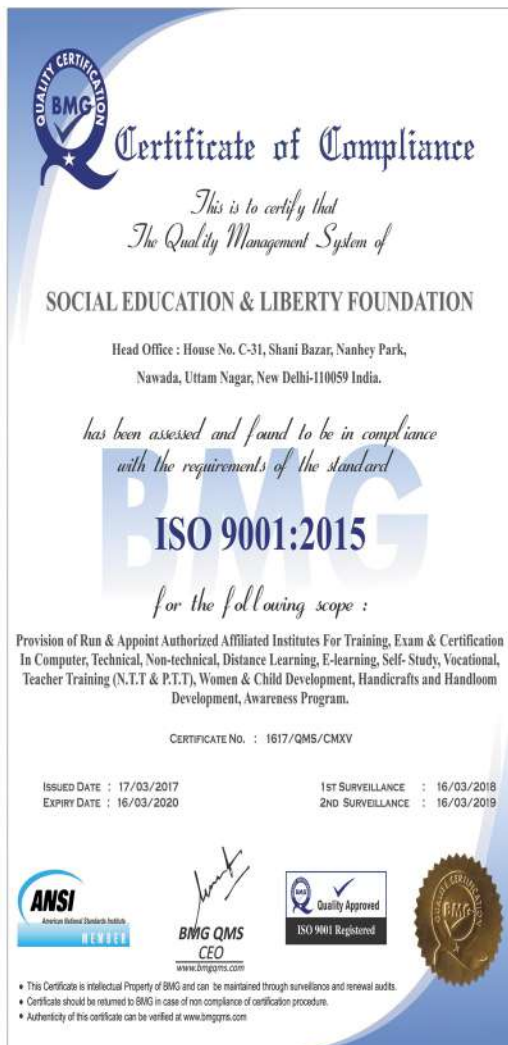 QUALITY CERTIFICATION
BMG
Certificate of Compliance
This is to certify that
The Quality Management System of
SOCIAL EDUCATION & LIBERTY FOUNDATION
Head Office : House No. C-31, Shani Bazar, Nanhey Park,
Nawada, Uttam Nagar, New Delhi-110059 India.
has been assessed and found to be in compliance
with the requirements of the standard
BMG
ISO 9001:2015
for the following scope :
Provision of Run & Appoint Authorized Affiliated Institutes For Training, Exam & Certification
In Computer, Technical, Non-technical, Distance Learning, E-learning, Self- Study, Vocational,
Teacher Training (N.T.T & P.T.T), Women & Child Development, Handicrafts and Handloom
Development, Awareness Program.
CERTIFICATE NO. : 1617/QMS/CMXV
ISSUED DATE : 17/03/2017
EXPIRY DATE : 16/03/2020
1ST SURVEILLANCE : 16/03/2018
2ND SURVEILLANCE : 16/03/2019
ANSI
American National Standards Institute
MEMBER
BMG QMS
CEO
www.bmgqms.com
BMG
Quality Approved
ISO 9001 Registered
QUALITY CERTIFICATION
BMG
• This Certificate is intellectual Property of BMG and can be maintained through surveillance and renewal audits.
• Certificate should be returned to BMG in case of non compliance of certification procedure.
• Authenticity of this certificate can be verified at www.bmgqms.com